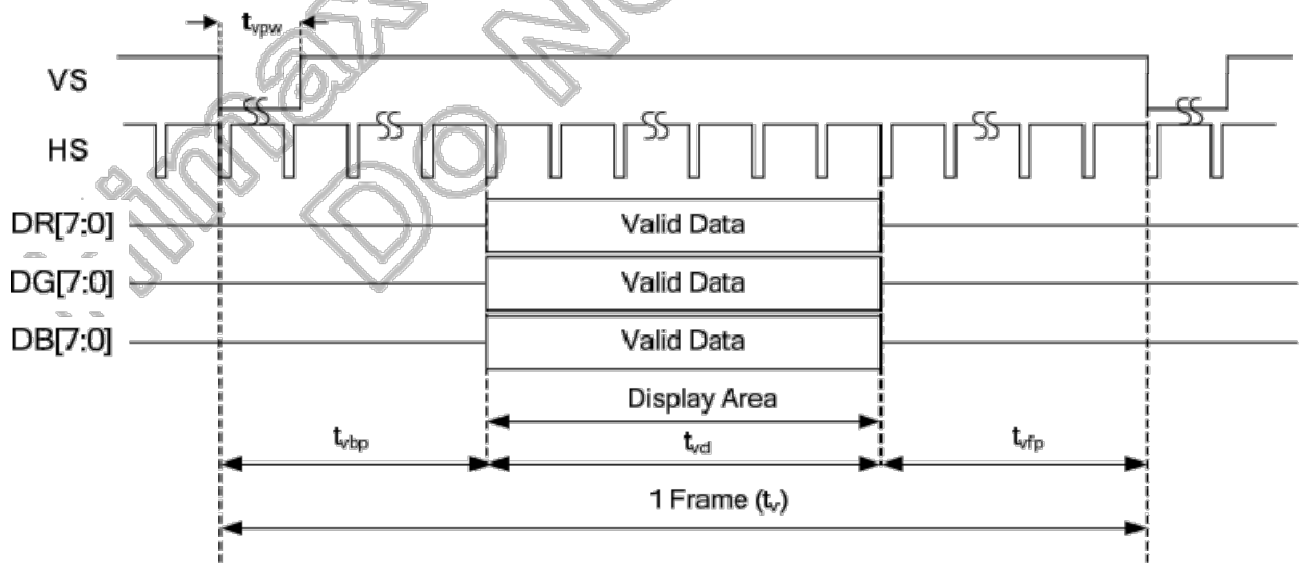 tvpw
VS
HS
DR[7:0] Valid Data
DG[7:0] Valid Data
DB[7:0] Valid Data
Display Area
tvbp tvd tvfp
1 Frame (tv)